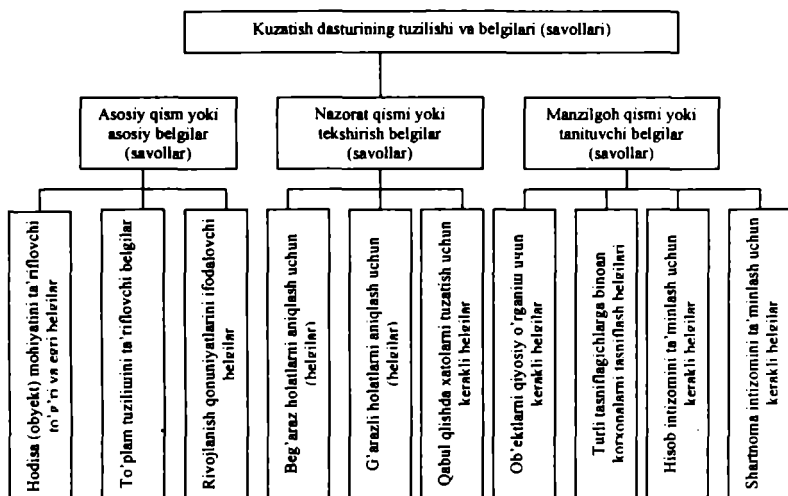 Kuzatish dasturining tuzilishi va belgilari (savollari)
Asosiy qism yoki
asosiy belgilar
(savollar)
Nazorat qismi yoki
tekshirish belgilar
(savollar)
Manzilgoh qismi yoki
tanituvchi belgilar
(savollar)
Hodisa (obyekt) mohiyatini ta'riflovchi
to'g'ri va egri belgilar
To'plam tuzilishini ta'riflovchi belgilar
Rivojlanish qonuniyatlarini ifodalovchi
belgilar
Beg'araz holatlarni aniqlash uchun
(belgilar)
G'arazli holatlarni aniqlash uchun
(belgilar)
Qabul qlishda xatolarni tuzatish uchun
kerakli belgilar
Ob'ektlarni qiyosiy o'rganish uchun
kerakli belgilar
Turli tasniflagichlarga binoan
korxonalarni tasniflash belgilari
Hisob intizomini ta'minlash uchun
kerakli belgilar
Shartnoma intizomini ta'minlash uchun
kerakli belgilar